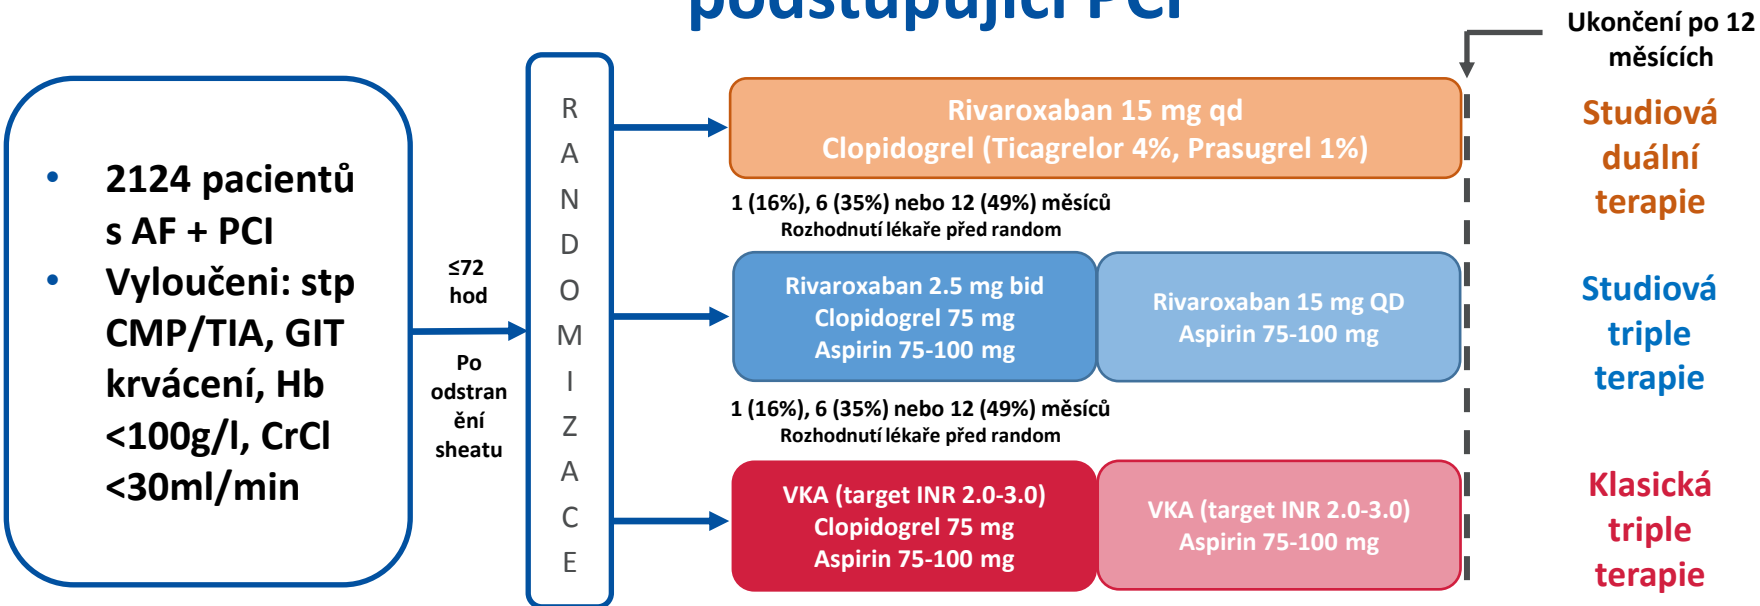 podstupující PCI
Ukončení po 12
měsících
• 2124 pacientů
s AF + PCI
• Vyloučeni: stp
CMP/TIA, GIT
krvácení, Hb
<100g/l, CrCl
<30ml/min
≤72
hod
Po
odstran
ění
sheatu
R
A
N
D
O
M
I
Z
A
C
E
Rivaroxaban 15 mg qd
Clopidogrel (Ticagrelor 4%, Prasugrel 1%)
Studiová
duální
terapie
1 (16%), 6 (35%) nebo 12 (49%) měsíců
Rozhodnutí lékaře před random
Rivaroxaban 2.5 mg bid
Clopidogrel 75 mg
Aspirin 75-100 mg
Rivaroxaban 15 mg QD
Aspirin 75-100 mg
Studiová
triple
terapie
1 (16%), 6 (35%) nebo 12 (49%) měsíců
Rozhodnutí lékaře před random
VKA (target INR 2.0-3.0)
Clopidogrel 75 mg
Aspirin 75-100 mg
VKA (target INR 2.0-3.0)
Aspirin 75-100 mg
Klasická
triple
terapie